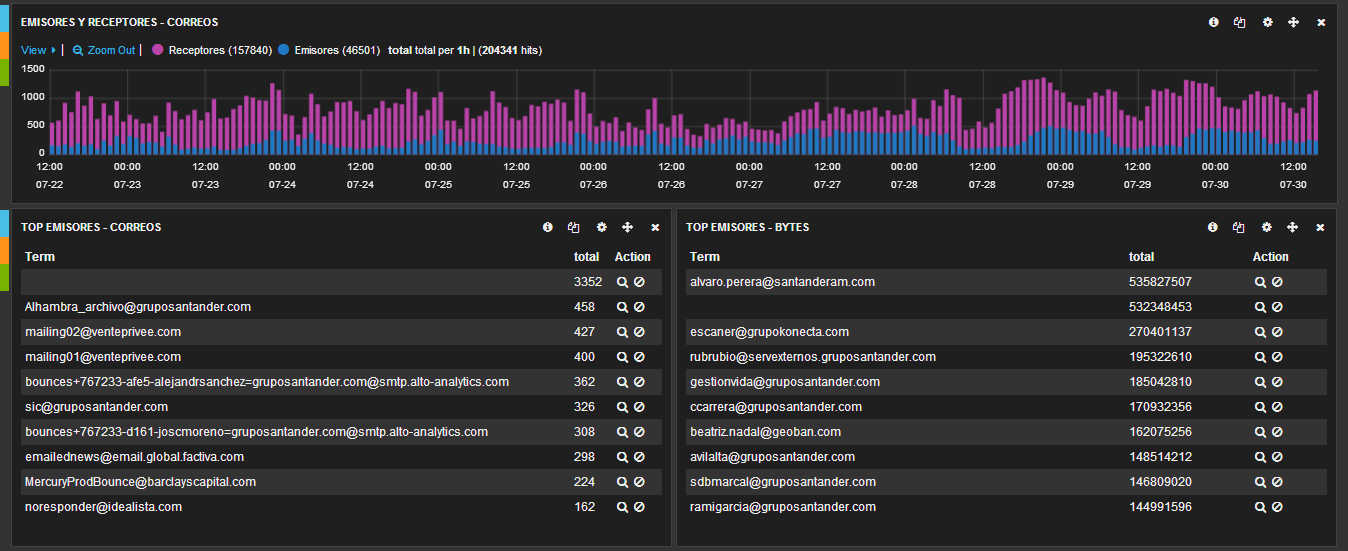 EMISORES Y RECEPTORES - CORREOS
View | Zoom Out | Receptores (157840) Emisores (46501) total total per 1h | (204341 hits)
1500
1000
500
0
12:00 00:00 12:00 00:00 12:00 00:00 12:00 00:00 12:00 00:00 12:00 00:00 12:00 00:00 12:00 00:00 12:00
07-22 07-23 07-23 07-24 07-24 07-25 07-25 07-26 07-26 07-27 07-27 07-28 07-28 07-29 07-29 07-30 07-30
TOP EMISORES - CORREOS
Term total Action
3352
Alhambra_archivo@gruposantander.com 458
mailing02@venteprivee.com 427
mailing01@venteprivee.com 400
bounces+767233-afe5-alejandrsanchez=gruposantander.com@smtp.alto-analytics.com 362
sic@gruposantander.com 326
bounces+767233-d161-joscmoreno=gruposantander.com@smtp.alto-analytics.com 308
emailednews@email.global.factiva.com 298
MercuryProdBounce@barclayscapital.com 224
noresponder@idealista.com 162
TOP EMISORES - BYTES
Term total Action
alvaro.perera@santanderam.com 535827507
532348453
escaner@grupokonecta.com 270401137
rubrubio@servexternos.gruposantander.com 195322610
gestionvida@gruposantander.com 185042810
ccarrera@gruposantander.com 170932356
beatriz.nadal@geoban.com 162075256
avilalta@gruposantander.com 148514212
sdbmarcal@gruposantander.com 146809020
ramigarcia@gruposantander.com 144991596